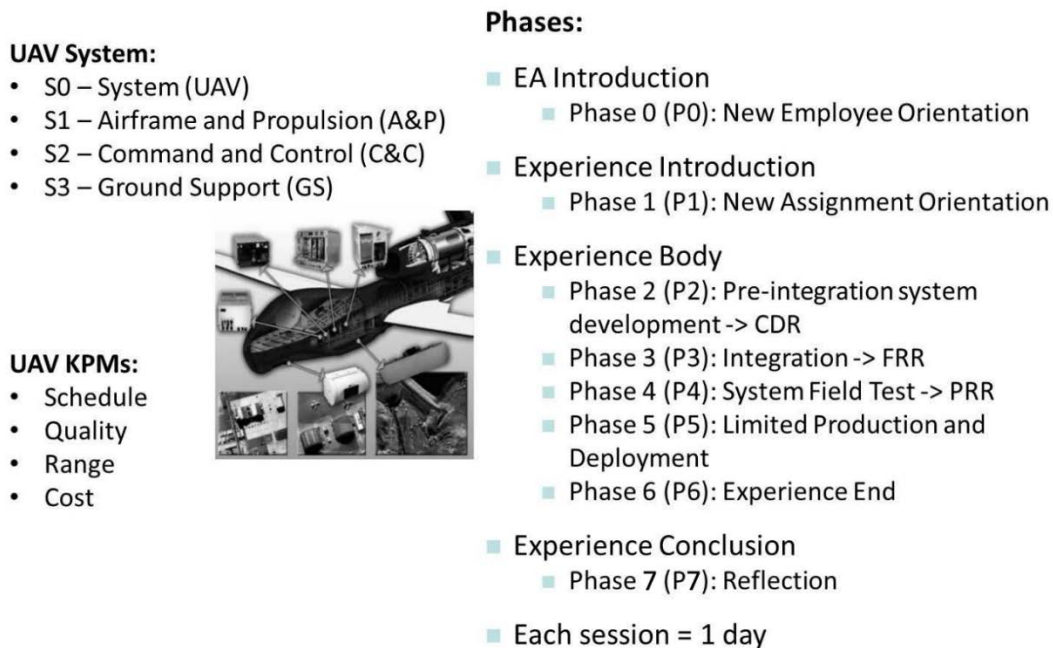 UAV System:
• S0 – System (UAV)
• S1 – Airframe and Propulsion (A&P)
• S2 – Command and Control (C&C)
• S3 – Ground Support (GS)
UAV KPMs:
• Schedule
• Quality
• Range
• Cost
Phases:
EA Introduction
Phase 0 (P0): New Employee Orientation
Experience Introduction
Phase 1 (P1): New Assignment Orientation
Experience Body
Phase 2 (P2): Pre-integration system
development -> CDR
Phase 3 (P3): Integration -> FRR
Phase 4 (P4): System Field Test -> PRR
Phase 5 (P5): Limited Production and
Deployment
Phase 6 (P6): Experience End
Experience Conclusion
Phase 7 (P7): Reflection
Each session = 1 day